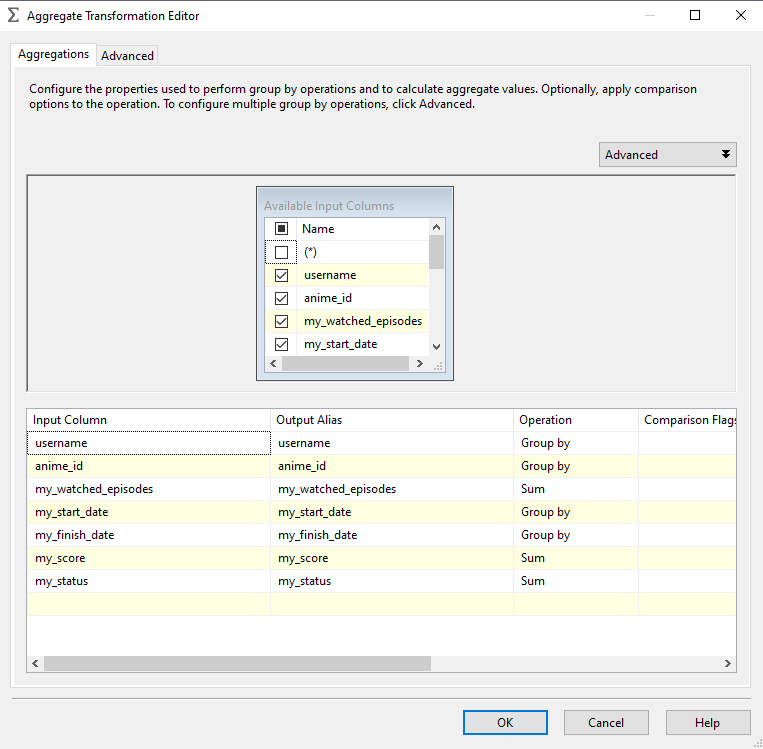 Aggregate Transformation Editor
Aggregations Advanced
Configure the properties used to perform group by operations and to calculate aggregate values. Optionally, apply comparison
options to the operation. To configure multiple group by operations, click Advanced.
Advanced
Available Input Columns
Name
(*)
username
anime_id
my_watched_episodes
my_start_date
Input Column Output Alias Operation Comparison Flags
username username Group by
anime_id anime_id Group by
my_watched_episodes my_watched_episodes Sum
my_start_date my_start_date Group by
my_finish_date my_finish_date Group by
my_score my_score Sum
my_status my_status Sum
OK Cancel Help